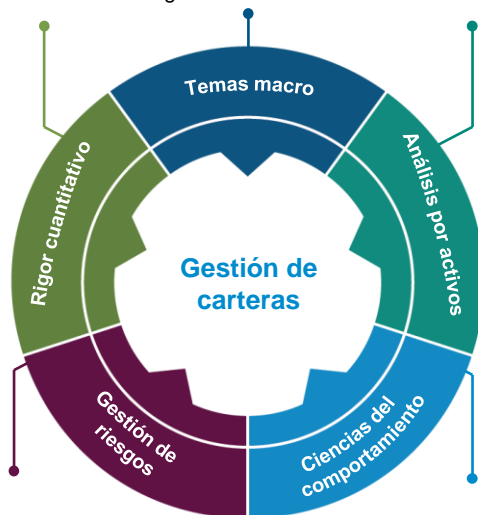 Temas macro
Análisis por activos
Rigor cuantitativo
Gestión de
carteras
Gestión de
riesgos
Ciencias del
comportamiento